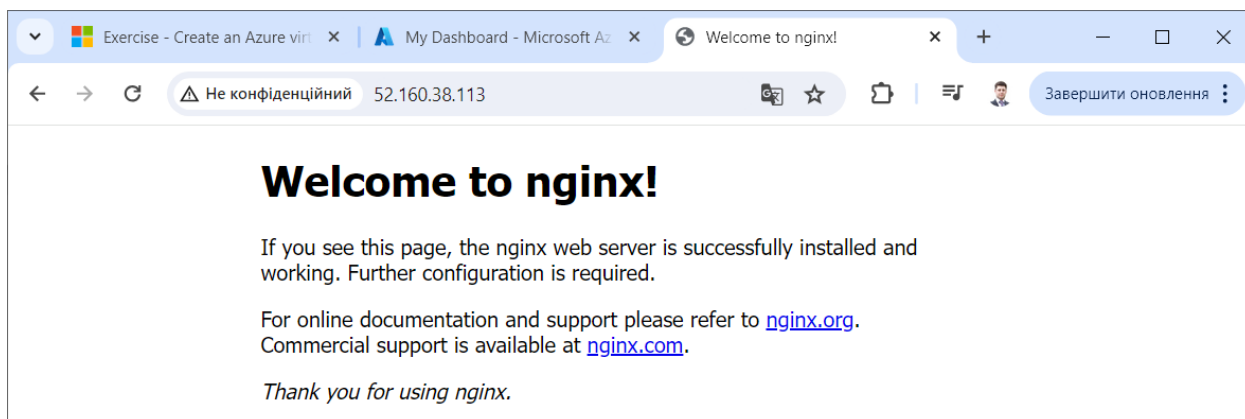 Exercise - Create an Azure virt
My Dashboard - Microsoft Az
Welcome to nginx!
Не конфіденційний
52.160.38.113
Завершити оновлення
Welcome to nginx!
If you see this page, the nginx web server is successfully installed and
working. Further configuration is required.
For online documentation and support please refer to nginx.org.
Commercial support is available at nginx.com.
Thank you for using nginx.